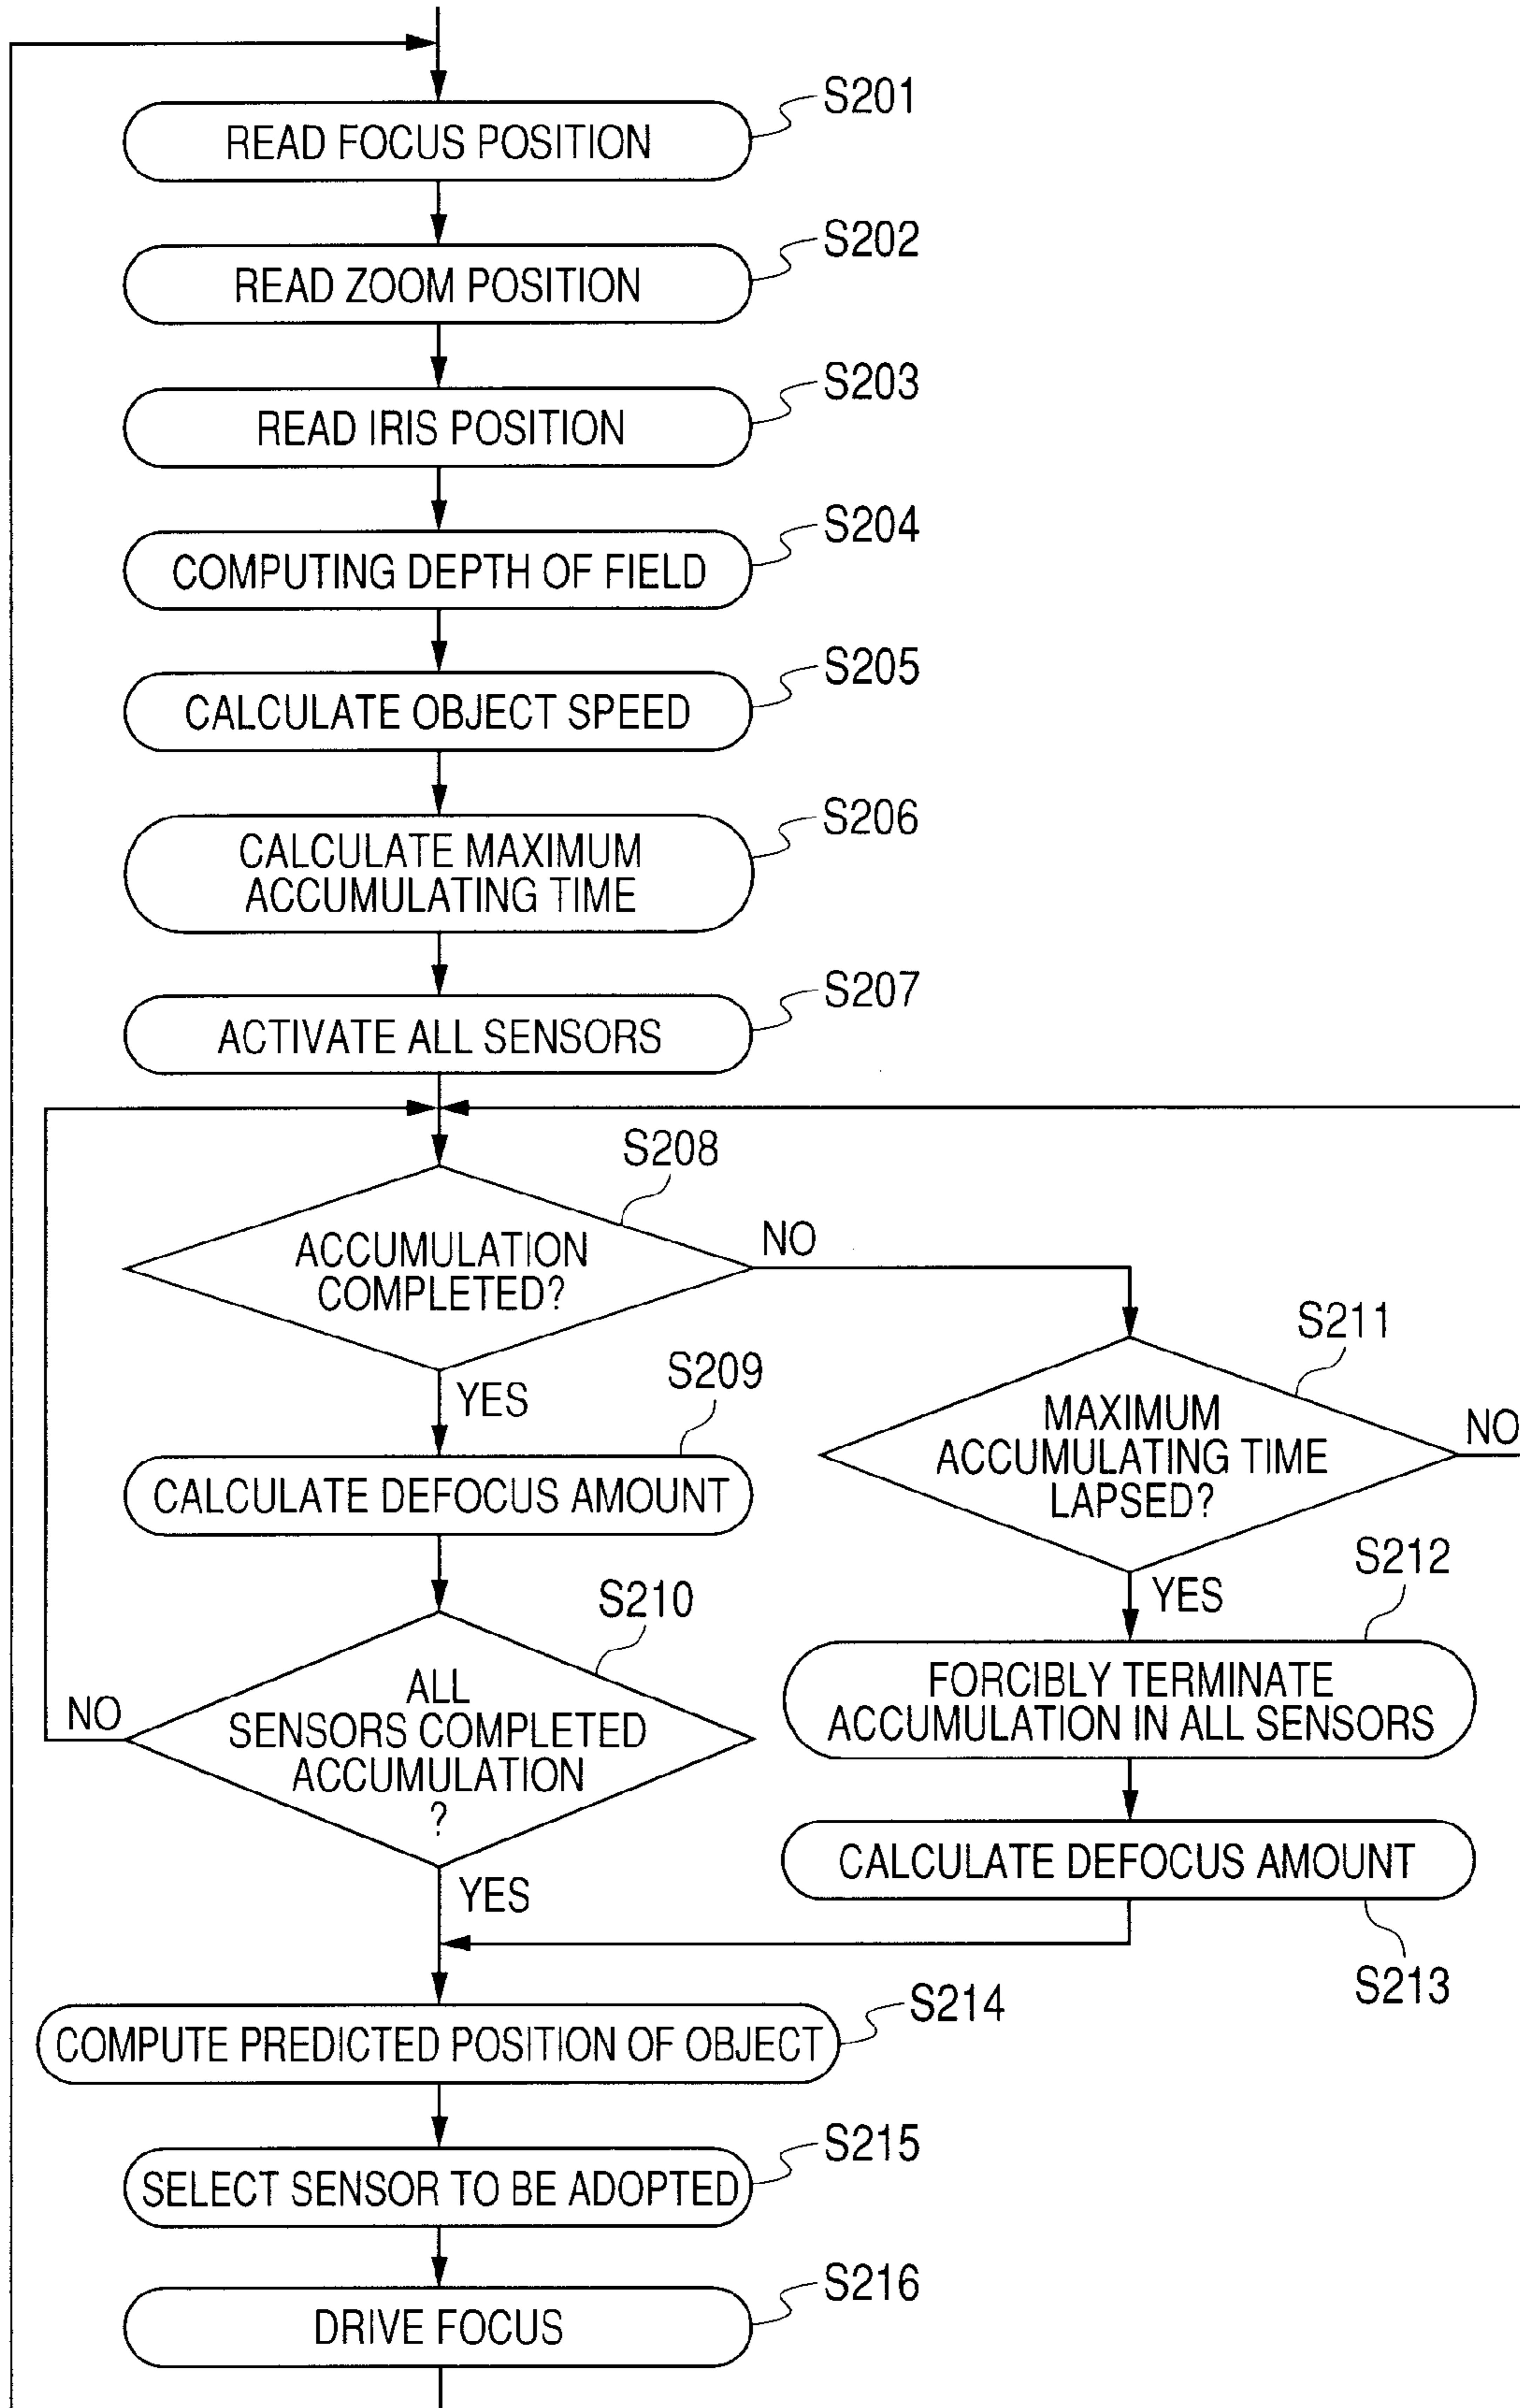 S201
READ FOCUS POSITION
S202
READ ZOOM POSITION
S203
READ IRIS POSITION
S204
COMPUTING DEPTH OF FIELD
S205
CALCULATE OBJECT SPEED
S206
CALCULATE MAXIMUM
ACCUMULATING TIME
S207
ACTIVATE ALL SENSORS
S208
ACCUMULATION
COMPLETED?
NO
YES
S209
CALCULATE DEFOCUS AMOUNT
S210
ALL
SENSORS COMPLETED
ACCUMULATION
?
NO
YES
S211
MAXIMUM
ACCUMULATING TIME
LAPSED?
NO
YES
S212
FORCIBLY TERMINATE
ACCUMULATION IN ALL SENSORS
CALCULATE DEFOCUS AMOUNT
S213
S214
COMPUTE PREDICTED POSITION OF OBJECT
S215
SELECT SENSOR TO BE ADOPTED
S216
DRIVE FOCUS